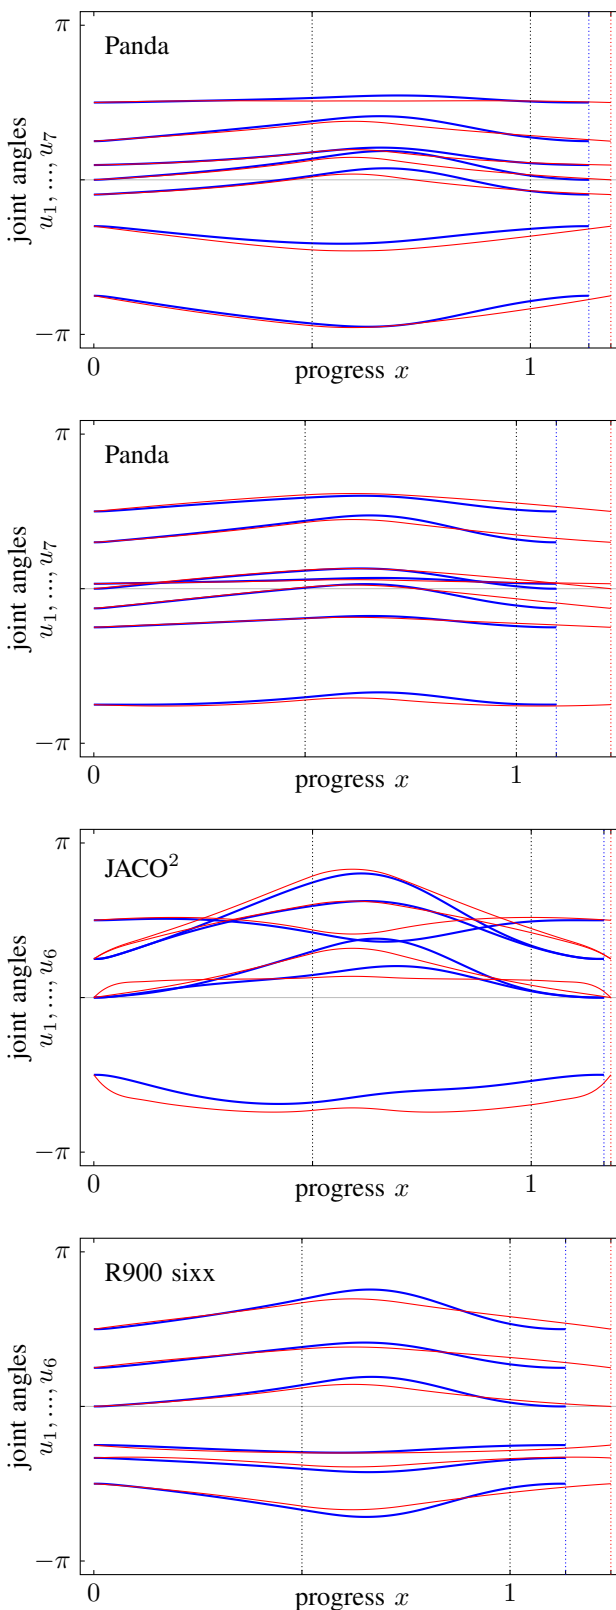 π
Panda
joint angles
u₁, ..., u₇
−π
0
1
progress x
π
Panda
joint angles
u₁, ..., u₇
−π
0
1
progress x
π
JACO²
joint angles
u₁, ..., u₆
−π
0
1
progress x
π
R900 sixx
joint angles
u₁, ..., u₆
−π
0
1
progress x